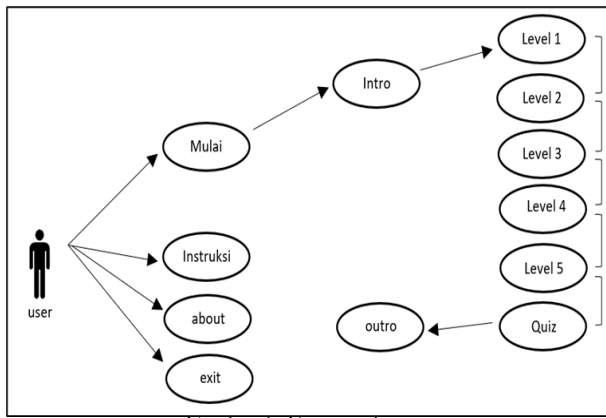 Level 1
Intro
Level 2
Mulai
Level 3
Level 4
Instruksi
Level 5
user
about
outro
Quiz
exit